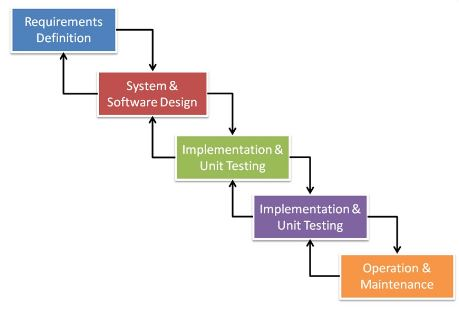 Requirements
Definition
System &
Software Design
Implementation &
Unit Testing
Implementation &
Unit Testing
Operation &
Maintenance